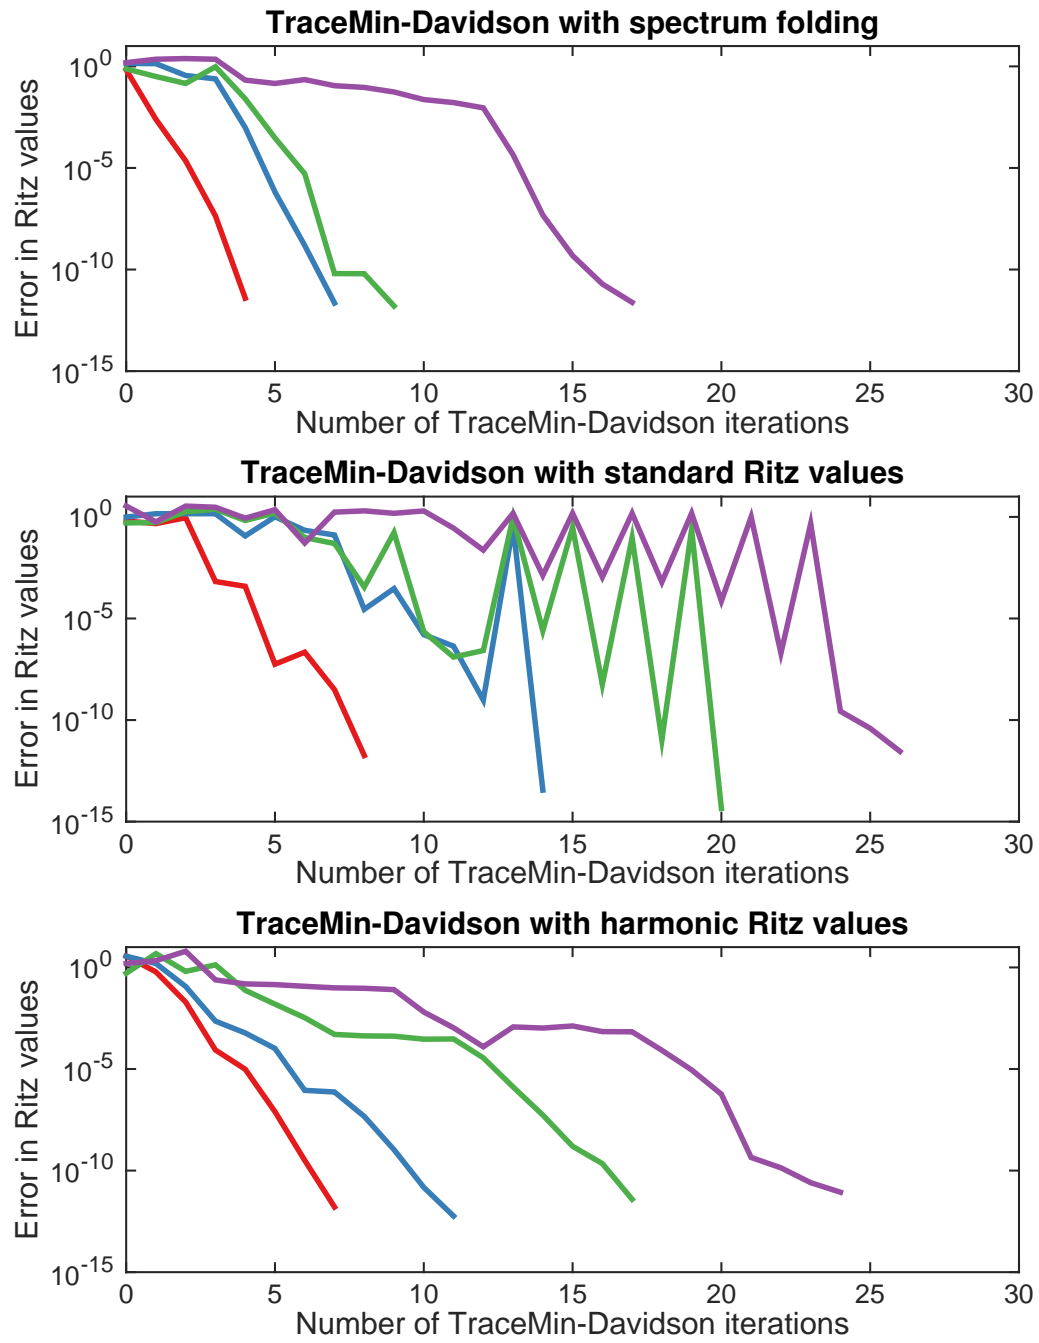 TraceMin-Davidson with spectrum folding
Error in Ritz values
10^0
10^-5
10^-10
10^-15
0 5 10 15 20 25 30
Number of TraceMin-Davidson iterations
TraceMin-Davidson with standard Ritz values
Error in Ritz values
10^0
10^-5
10^-10
10^-15
0 5 10 15 20 25 30
Number of TraceMin-Davidson iterations
TraceMin-Davidson with harmonic Ritz values
Error in Ritz values
10^0
10^-5
10^-10
10^-15
0 5 10 15 20 25 30
Number of TraceMin-Davidson iterations